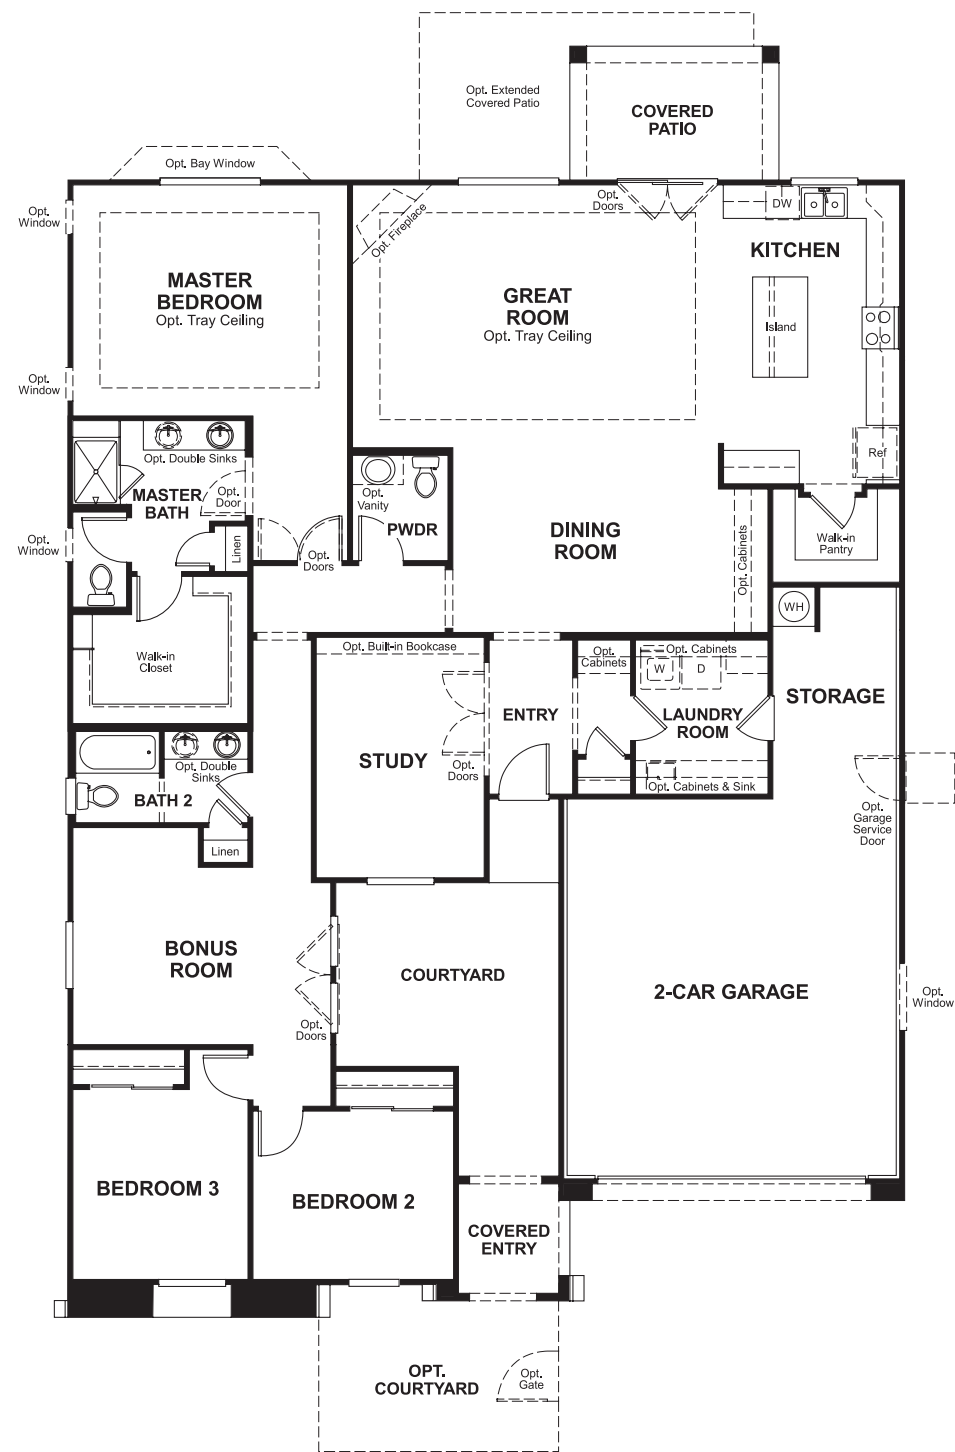 Opt. Extended
Covered Patio
COVERED
PATIO
Opt. Bay Window
Opt.
Window
Opt. Fireplace
Opt.
Doors
DW
KITCHEN
MASTER
BEDROOM
Opt. Tray Ceiling
GREAT
ROOM
Opt. Tray Ceiling
Island
Opt.
Window
Opt. Double Sinks
Ref
MASTER
BATH
Opt.
Door
Opt.
Vanity
PWDR
DINING
ROOM
Opt. Cabinets
Walk-in
Pantry
Opt.
Window
Linen
Opt.
Doors
WH
Walk-in
Closet
Opt. Built-in Bookcase
Opt.
Cabinets
Opt. Cabinets
W
D
STORAGE
ENTRY
LAUNDRY
ROOM
STUDY
Opt.
Doors
Opt. Double
Sinks
BATH 2
Opt. Cabinets & Sink
Opt.
Garage
Service
Door
Linen
BONUS
ROOM
COURTYARD
2-CAR GARAGE
Opt.
Window
Opt.
Doors
BEDROOM 3
BEDROOM 2
COVERED
ENTRY
OPT.
COURTYARD
Opt.
Gate